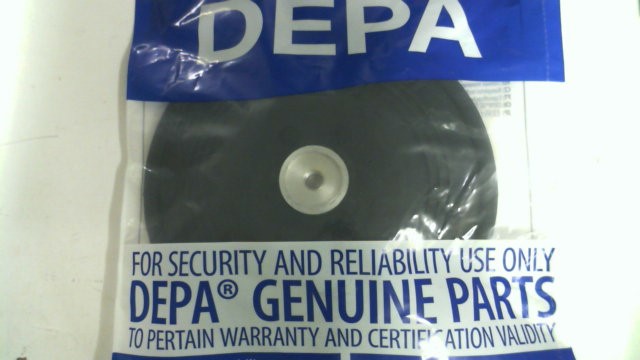 DEPA
FOR SECURITY AND RELIABILITY USE ONLY
DEPA® GENUINE PARTS
TO PERTAIN WARRANTY AND CERTIFICATION VALIDITY